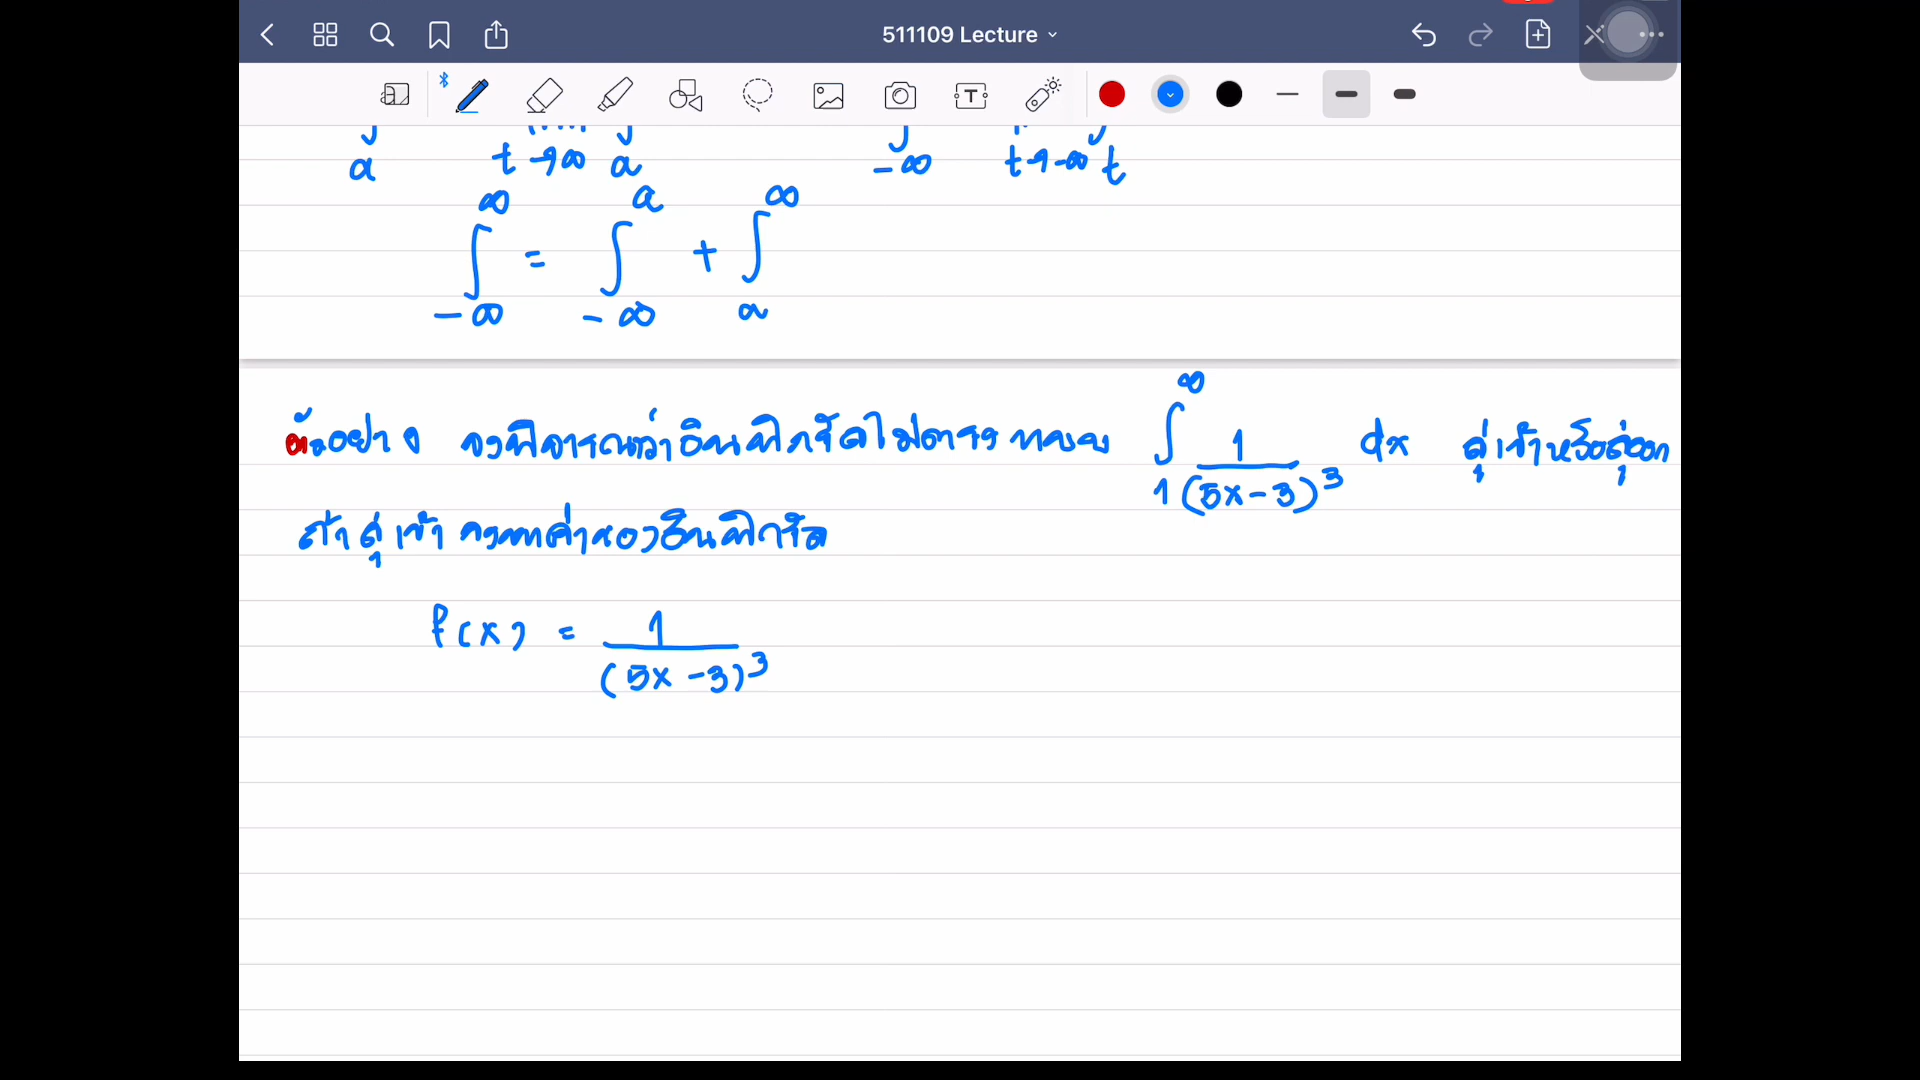 511109 Lecture
a t→∞ a -∞ t→-∞ t
∫_{-∞}^{∞} = ∫_{-∞}^{a} + ∫_{a}^{∞}
ตัวอย่าง จงพิจารณาว่าอินทิกรัลไม่ตรงแบบ ∫_{1}^{∞} 1/(5x-3)^3 dx ลู่เข้าหรือลู่ออก
ถ้าลู่เข้า จงหาค่าของอินทิกรัล
f(x) = 1/(5x-3)^3